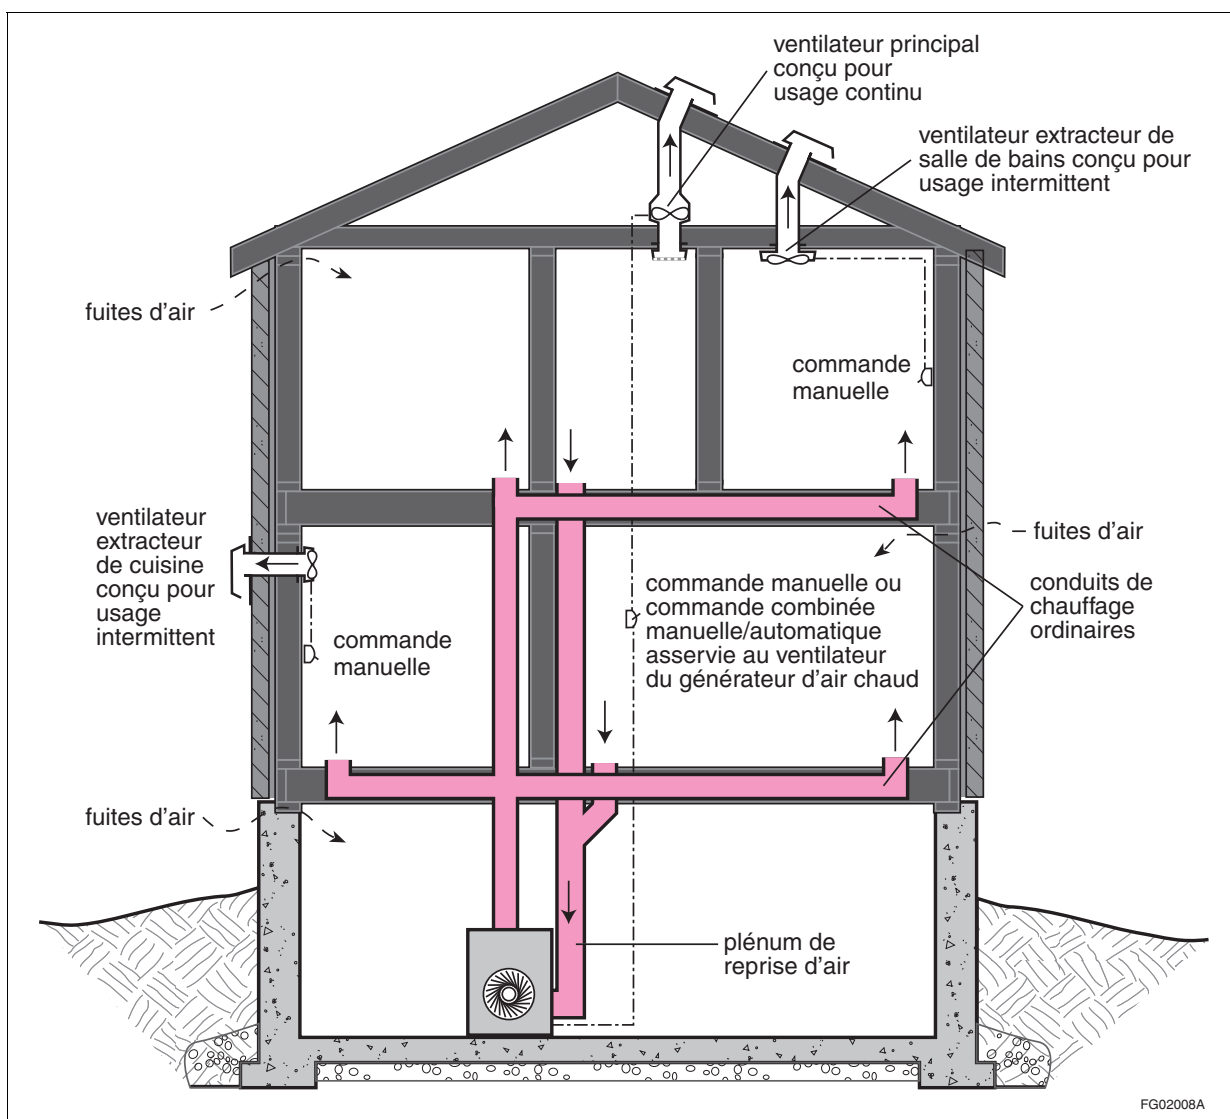 ventilateur principal
conçu pour
usage continu
ventilateur extracteur de
salle de bains conçu pour
usage intermittent
fuites d'air
commande
manuelle
ventilateur
extracteur
de cuisine
conçu pour
usage
intermittent
commande
manuelle
commande manuelle ou
commande combinée
manuelle/automatique
asservie au ventilateur
du générateur d'air chaud
fuites d'air
conduits de
chauffage
ordinaires
fuites d'air
plénum de
reprise d'air
FG02008A